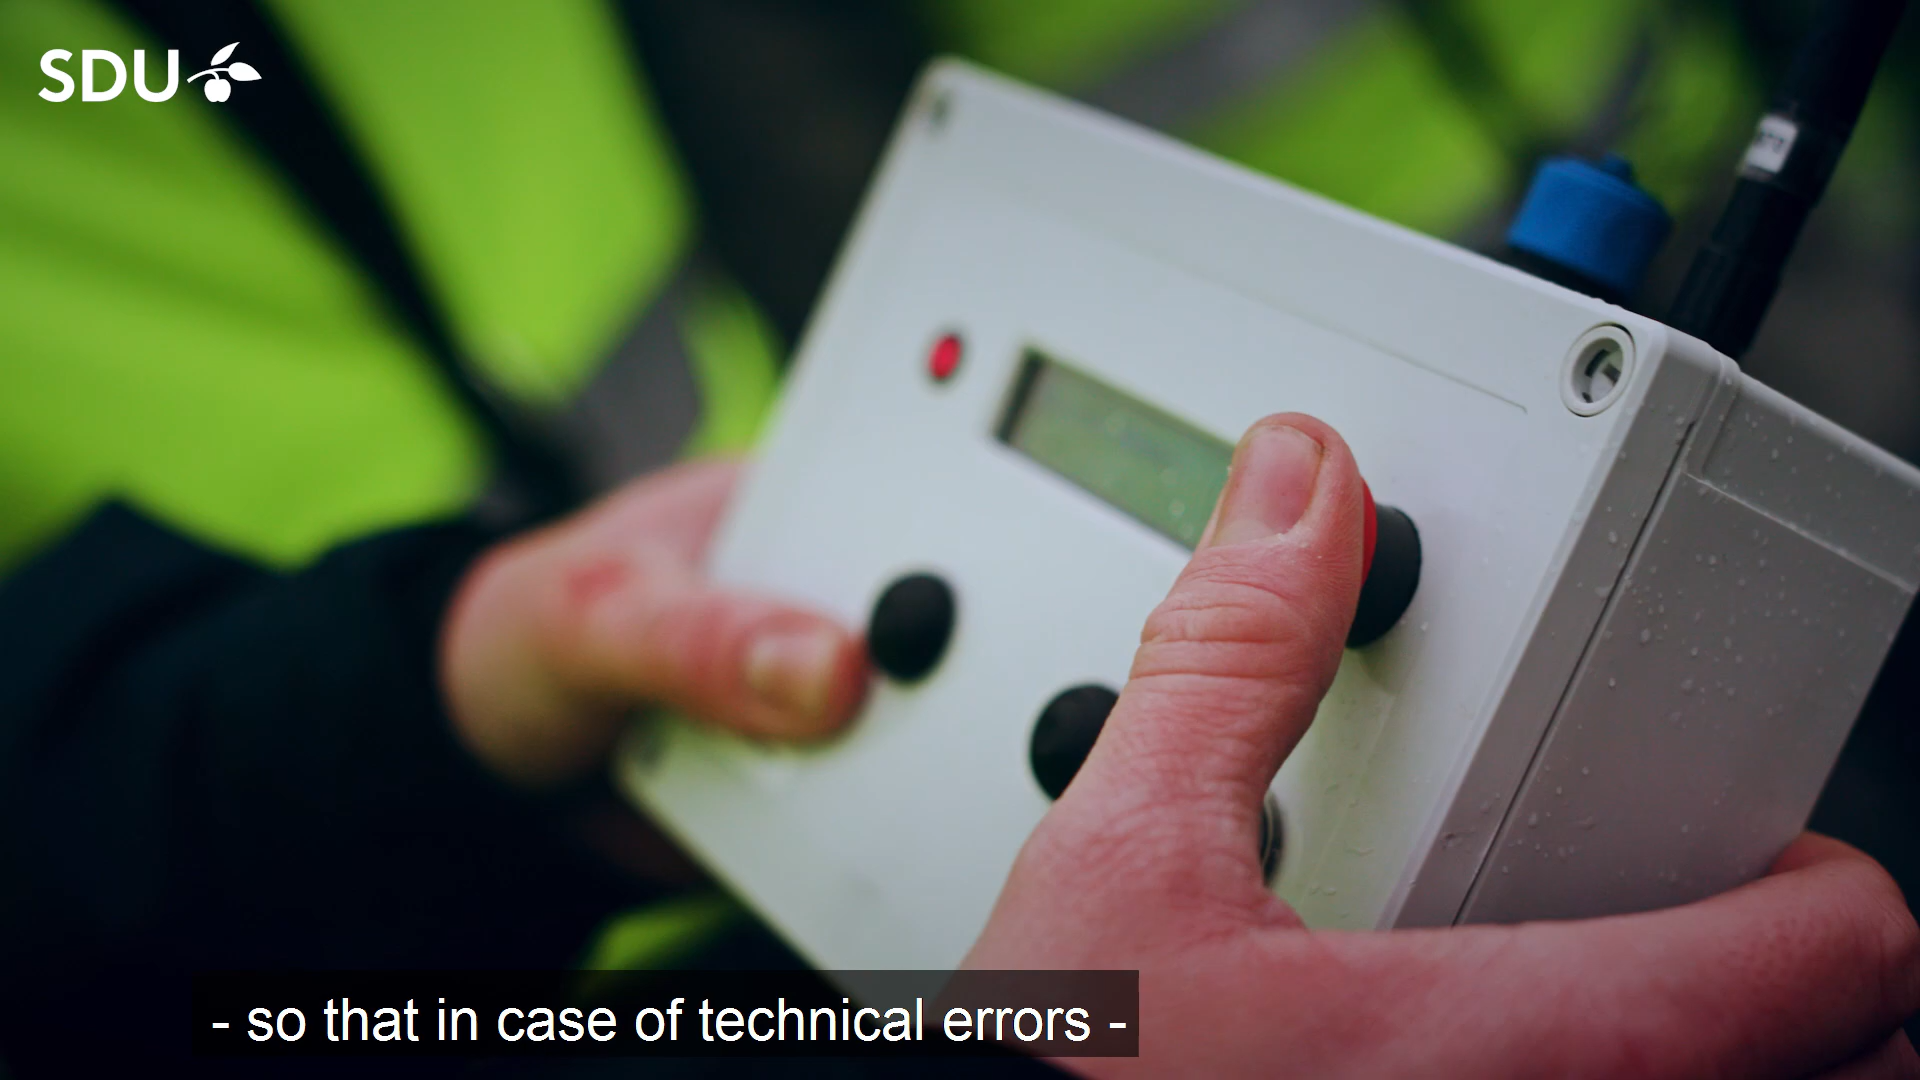 SDU
- so that in case of technical errors -